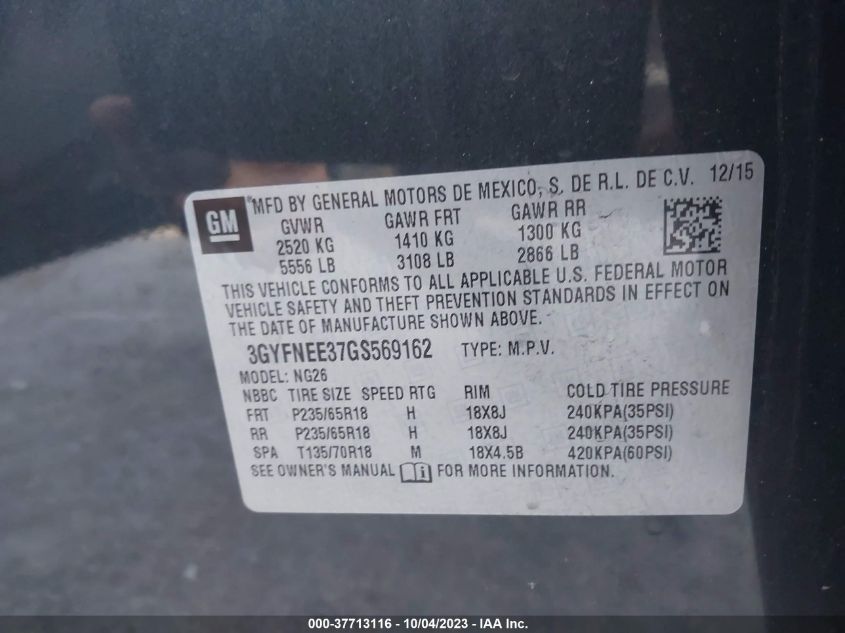 GM
®MFD BY GENERAL MOTORS DE MEXICO, S. DE R.L. DE C.V. 12/15
GVWR GAWR FRT GAWR RR
2520 KG 1410 KG 1300 KG
5556 LB 3108 LB 2866 LB
THIS VEHICLE CONFORMS TO ALL APPLICABLE U.S. FEDERAL MOTOR
VEHICLE SAFETY AND THEFT PREVENTION STANDARDS IN EFFECT ON
THE DATE OF MANUFACTURE SHOWN ABOVE.
3GYFNEE37GS569162 TYPE: M.P.V.
MODEL: NG26
NBBC TIRE SIZE SPEED RTG RIM COLD TIRE PRESSURE
FRT P235/65R18 H 18X8J 240KPA(35PSI)
RR P235/65R18 H 18X8J 240KPA(35PSI)
SPA T135/70R18 M 18X4.5B 420KPA(60PSI)
SEE OWNER'S MANUAL FOR MORE INFORMATION.
000-37713116 - 10/04/2023 - IAA Inc.